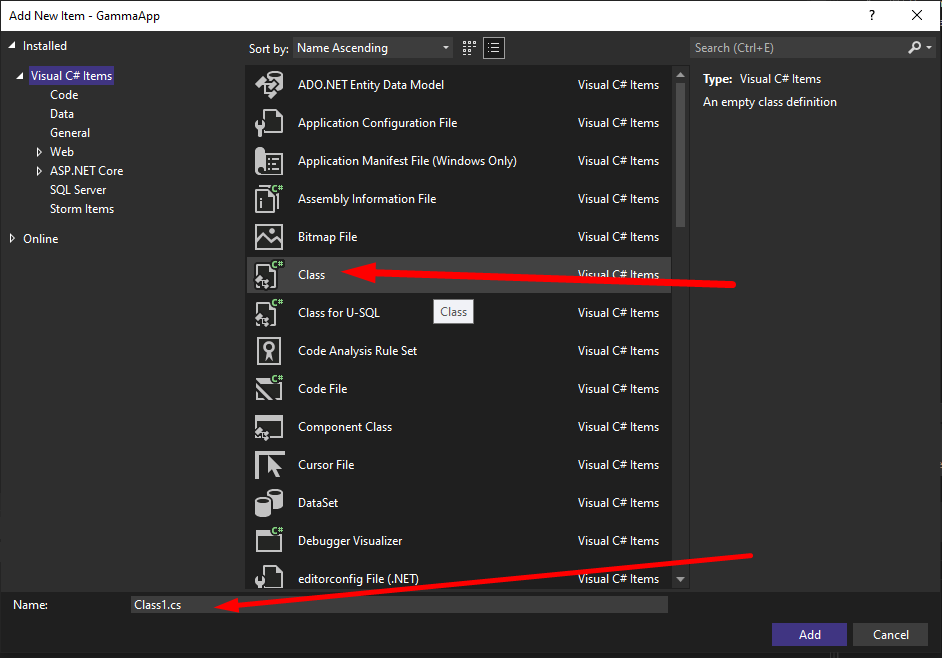 Add New Item - GammaApp
?
Installed
Sort by: Name Ascending
Search (Ctrl+E)
Visual C# Items
Code
Data
General
Web
ASP.NET Core
SQL Server
Storm Items
Online
ADO.NET Entity Data Model Visual C# Items
Application Configuration File Visual C# Items
Application Manifest File (Windows Only) Visual C# Items
C#
Assembly Information File Visual C# Items
Bitmap File Visual C# Items
C#
Class Visual C# Items
C#
Class for U-SQL Visual C# Items
Class
Code Analysis Rule Set Visual C# Items
C#
Code File Visual C# Items
Component Class Visual C# Items
Cursor File Visual C# Items
DataSet Visual C# Items
C#
Debugger Visualizer Visual C# Items
editorconfig File (.NET) Visual C# Items
Type: Visual C# Items
An empty class definition
Name: Class1.cs
Add Cancel